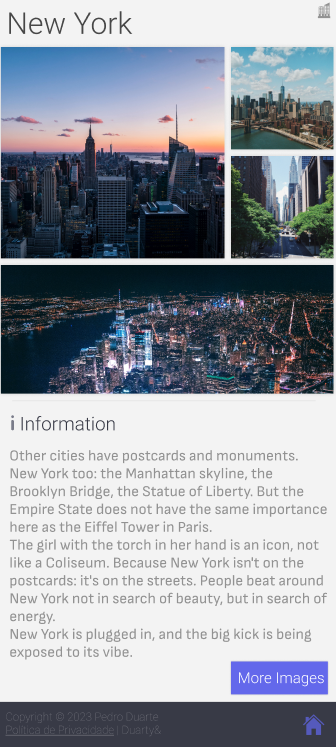 New York
i Information
Other cities have postcards and monuments.
New York too: the Manhattan skyline, the
Brooklyn Bridge, the Statue of Liberty. But the
Empire State does not have the same importance
here as the Eiffel Tower in Paris.
The girl with the torch in her hand is an icon, not
like a Coliseum. Because New York isn't on the
postcards: it's on the streets. People beat around
New York not in search of beauty, but in search of
energy.
New York is plugged in, and the big kick is being
exposed to its vibe.
More Images
Copyright © 2023 Pedro Duarte
Política de Privacidade | Duarty&